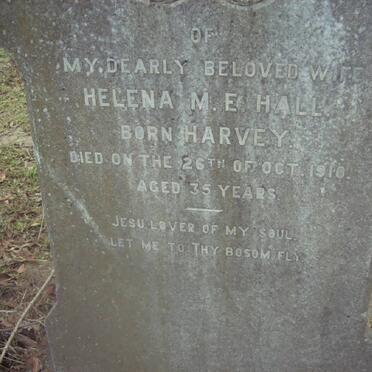 OF
MY DEARLY BELOVED WIFE
HELENA M. E. HALL
BORN HARVEY
DIED ON THE 26TH OF OCT. 1910.
AGED 35 YEARS.
JESU, LOVER OF MY SOUL,
LET ME TO THY BOSOM FLY.